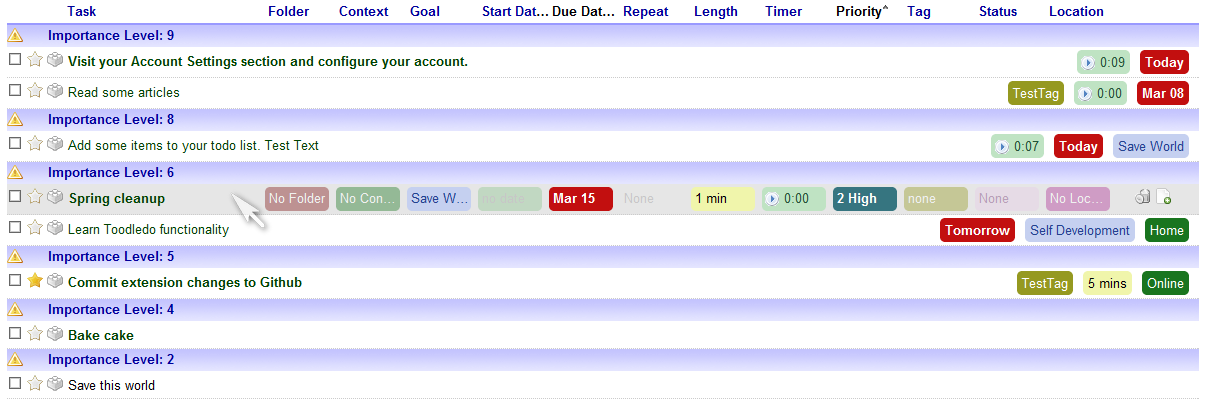 Task Folder Context Goal Start Dat... Due Dat... Repeat Length Timer Priority Tag Status Location
Importance Level: 9
Visit your Account Settings section and configure your account. 0:09 Today
Read some articles TestTag 0:00 Mar 08
Importance Level: 8
Add some items to your todo list. Test Text 0:07 Today Save World
Importance Level: 6
Spring cleanup No Folder No Con... Save W... no date Mar 15 None 1 min 0:00 2 High none None No Loc...
Learn Toodledo functionality Tomorrow Self Development Home
Importance Level: 5
Commit extension changes to Github TestTag 5 mins Online
Importance Level: 4
Bake cake
Importance Level: 2
Save this world